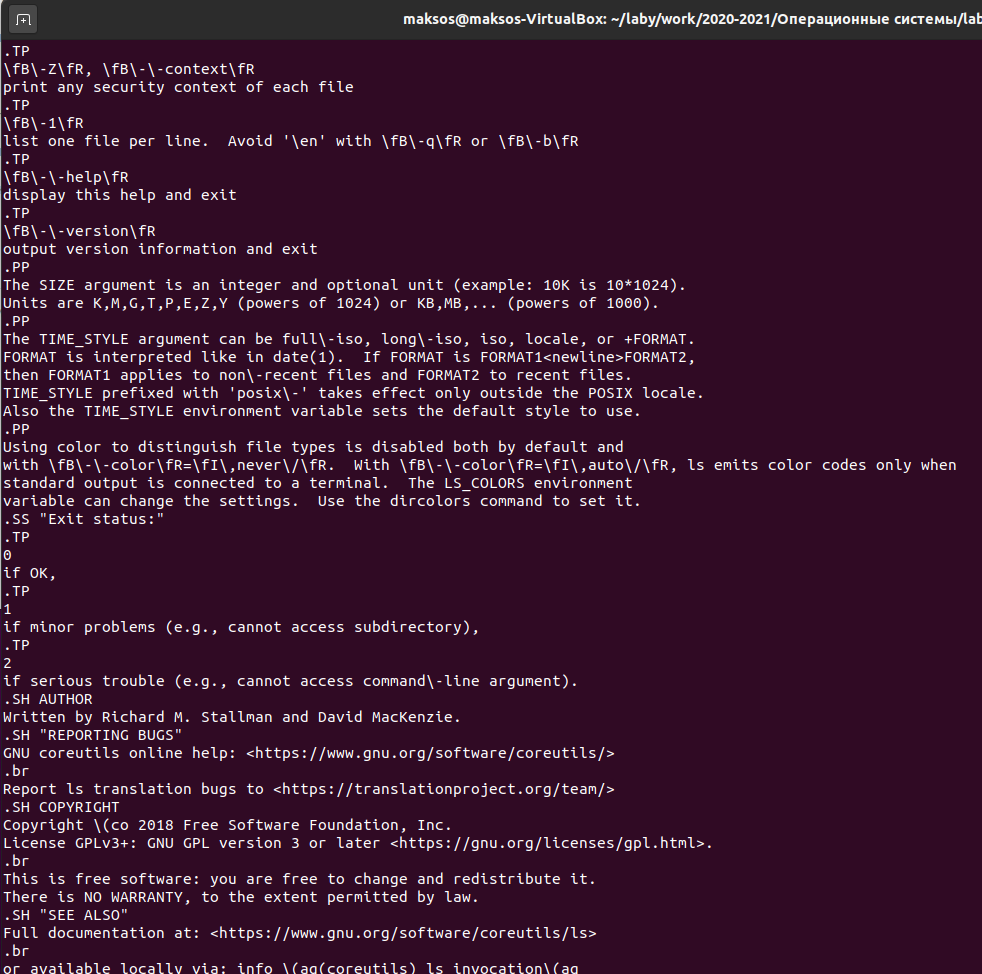 maksos@maksos-VirtualBox: ~/laby/work/2020-2021/Операционные системы/lab
.TP
\fB\-Z\fR, \fB\-\-context\fR
print any security context of each file
.TP
\fB\-1\fR
list one file per line.  Avoid '\en' with \fB\-q\fR or \fB\-b\fR
.TP
\fB\-\-help\fR
display this help and exit
.TP
\fB\-\-version\fR
output version information and exit
.PP
The SIZE argument is an integer and optional unit (example: 10K is 10*1024).
Units are K,M,G,T,P,E,Z,Y (powers of 1024) or KB,MB,... (powers of 1000).
.PP
The TIME_STYLE argument can be full\-iso, long\-iso, iso, locale, or +FORMAT.
FORMAT is interpreted like in date(1).  If FORMAT is FORMAT1<newline>FORMAT2,
then FORMAT1 applies to non\-recent files and FORMAT2 to recent files.
TIME_STYLE prefixed with 'posix\-' takes effect only outside the POSIX locale.
Also the TIME_STYLE environment variable sets the default style to use.
.PP
Using color to distinguish file types is disabled both by default and
with \fB\-\-color\fR=\fI\,never\/\fR.  With \fB\-\-color\fR=\fI\,auto\/\fR, ls emits color codes only when
standard output is connected to a terminal.  The LS_COLORS environment
variable can change the settings.  Use the dircolors command to set it.
.SS "Exit status:"
.TP
0
if OK,
.TP
1
if minor problems (e.g., cannot access subdirectory),
.TP
2
if serious trouble (e.g., cannot access command\-line argument).
.SH AUTHOR
Written by Richard M. Stallman and David MacKenzie.
.SH "REPORTING BUGS"
GNU coreutils online help: <https://www.gnu.org/software/coreutils/>
.br
Report ls translation bugs to <https://translationproject.org/team/>
.SH COPYRIGHT
Copyright \(co 2018 Free Software Foundation, Inc.
License GPLv3+: GNU GPL version 3 or later <https://gnu.org/licenses/gpl.html>.
.br
This is free software: you are free to change and redistribute it.
There is NO WARRANTY, to the extent permitted by law.
.SH "SEE ALSO"
Full documentation at: <https://www.gnu.org/software/coreutils/ls>
.br
or available locally via: info \(aq(coreutils) ls invocation\(aq